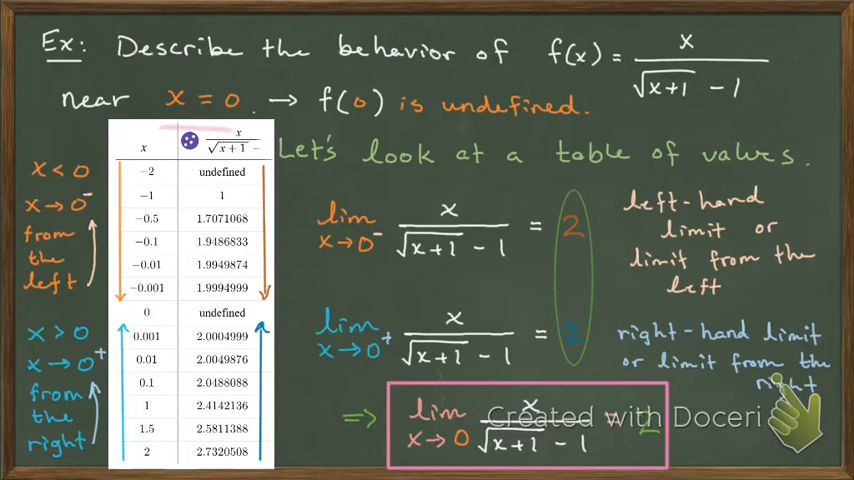 Ex: Describe the behavior of f(x) = x / (√(x+1) - 1)
near x = 0. → f(0) is undefined.
Let's look at a table of values.
x	x / (√(x+1) −
−2	undefined
−1	1
−0.5	1.7071068
−0.1	1.9486833
−0.01	1.9949874
−0.001	1.9994999
0	undefined
0.001	2.0004999
0.01	2.0049876
0.1	2.0488088
1	2.4142136
1.5	2.5811388
2	2.7320508
x < 0
x → 0⁻
from
the
left
x > 0
x → 0⁺
from
the
right
lim x→0⁻ x / (√(x+1) - 1) = 2
left-hand
limit or
limit from the
left
lim x→0⁺ x / (√(x+1) - 1) = 2
right-hand limit
or limit from the
right
⇒ lim x→0 x / (√(x+1) - 1) = 2
Created with Doceri